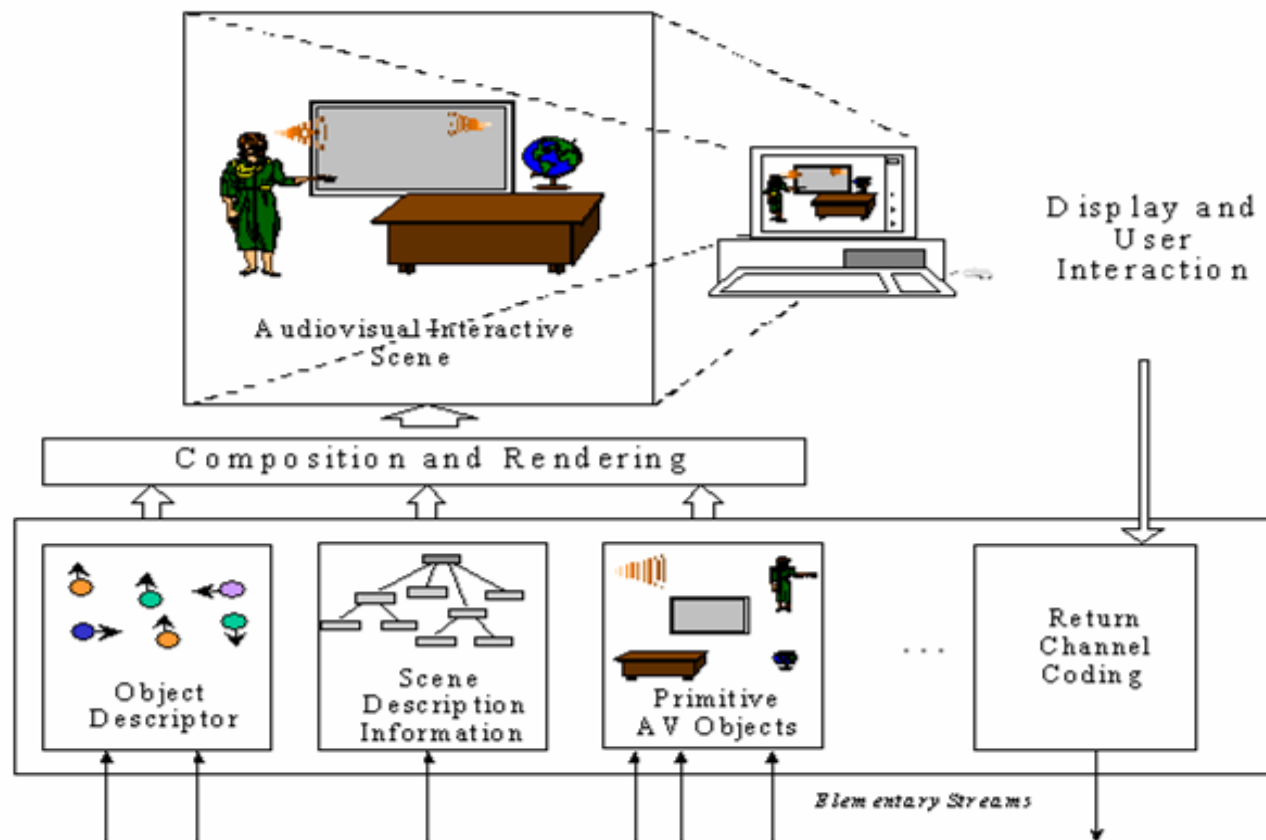 Display and
User
Interaction
Audiovisual Interactive
Scene
Composition and Rendering
Object
Descriptor
Scene
Description
Information
Primitive
AV Objects
. . .
Return
Channel
Coding
Elementary Streams